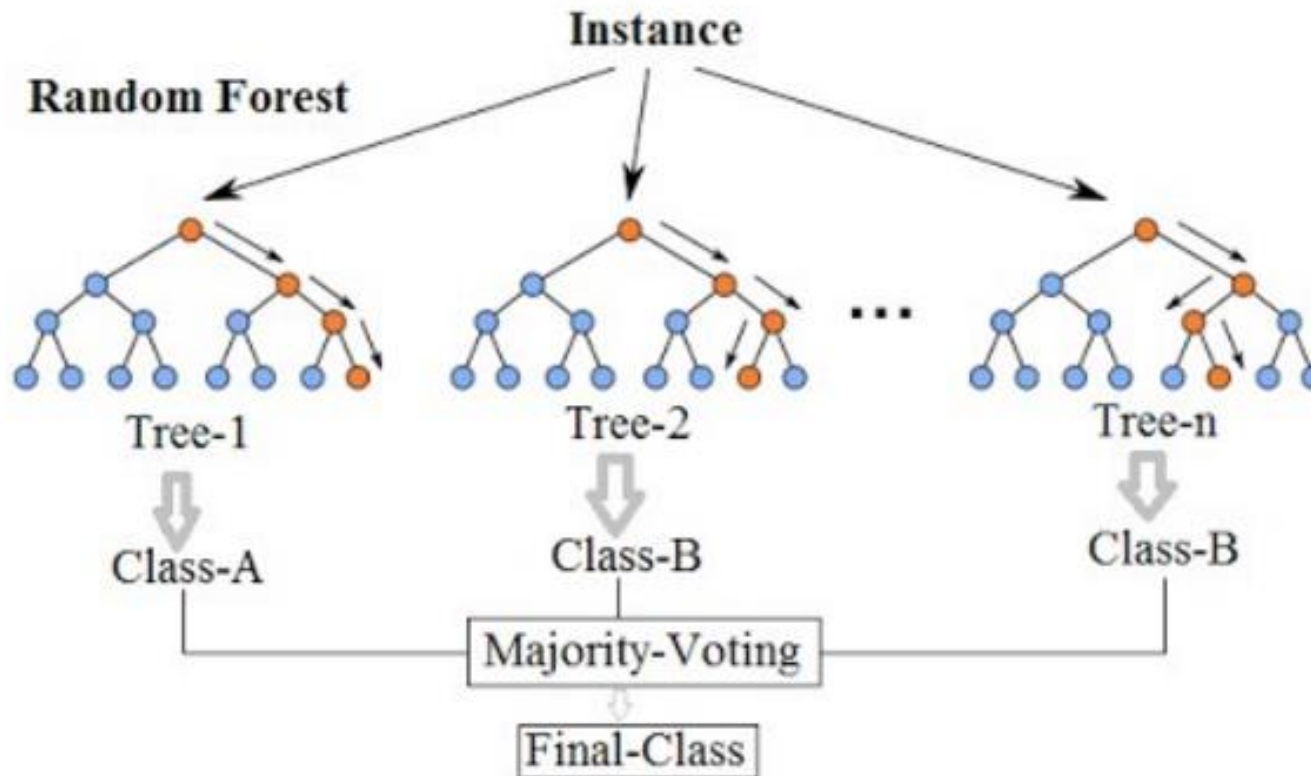 Instance
Random Forest
...
Tree-1
Tree-2
Tree-n
Class-A
Class-B
Class-B
Majority-Voting
Final-Class